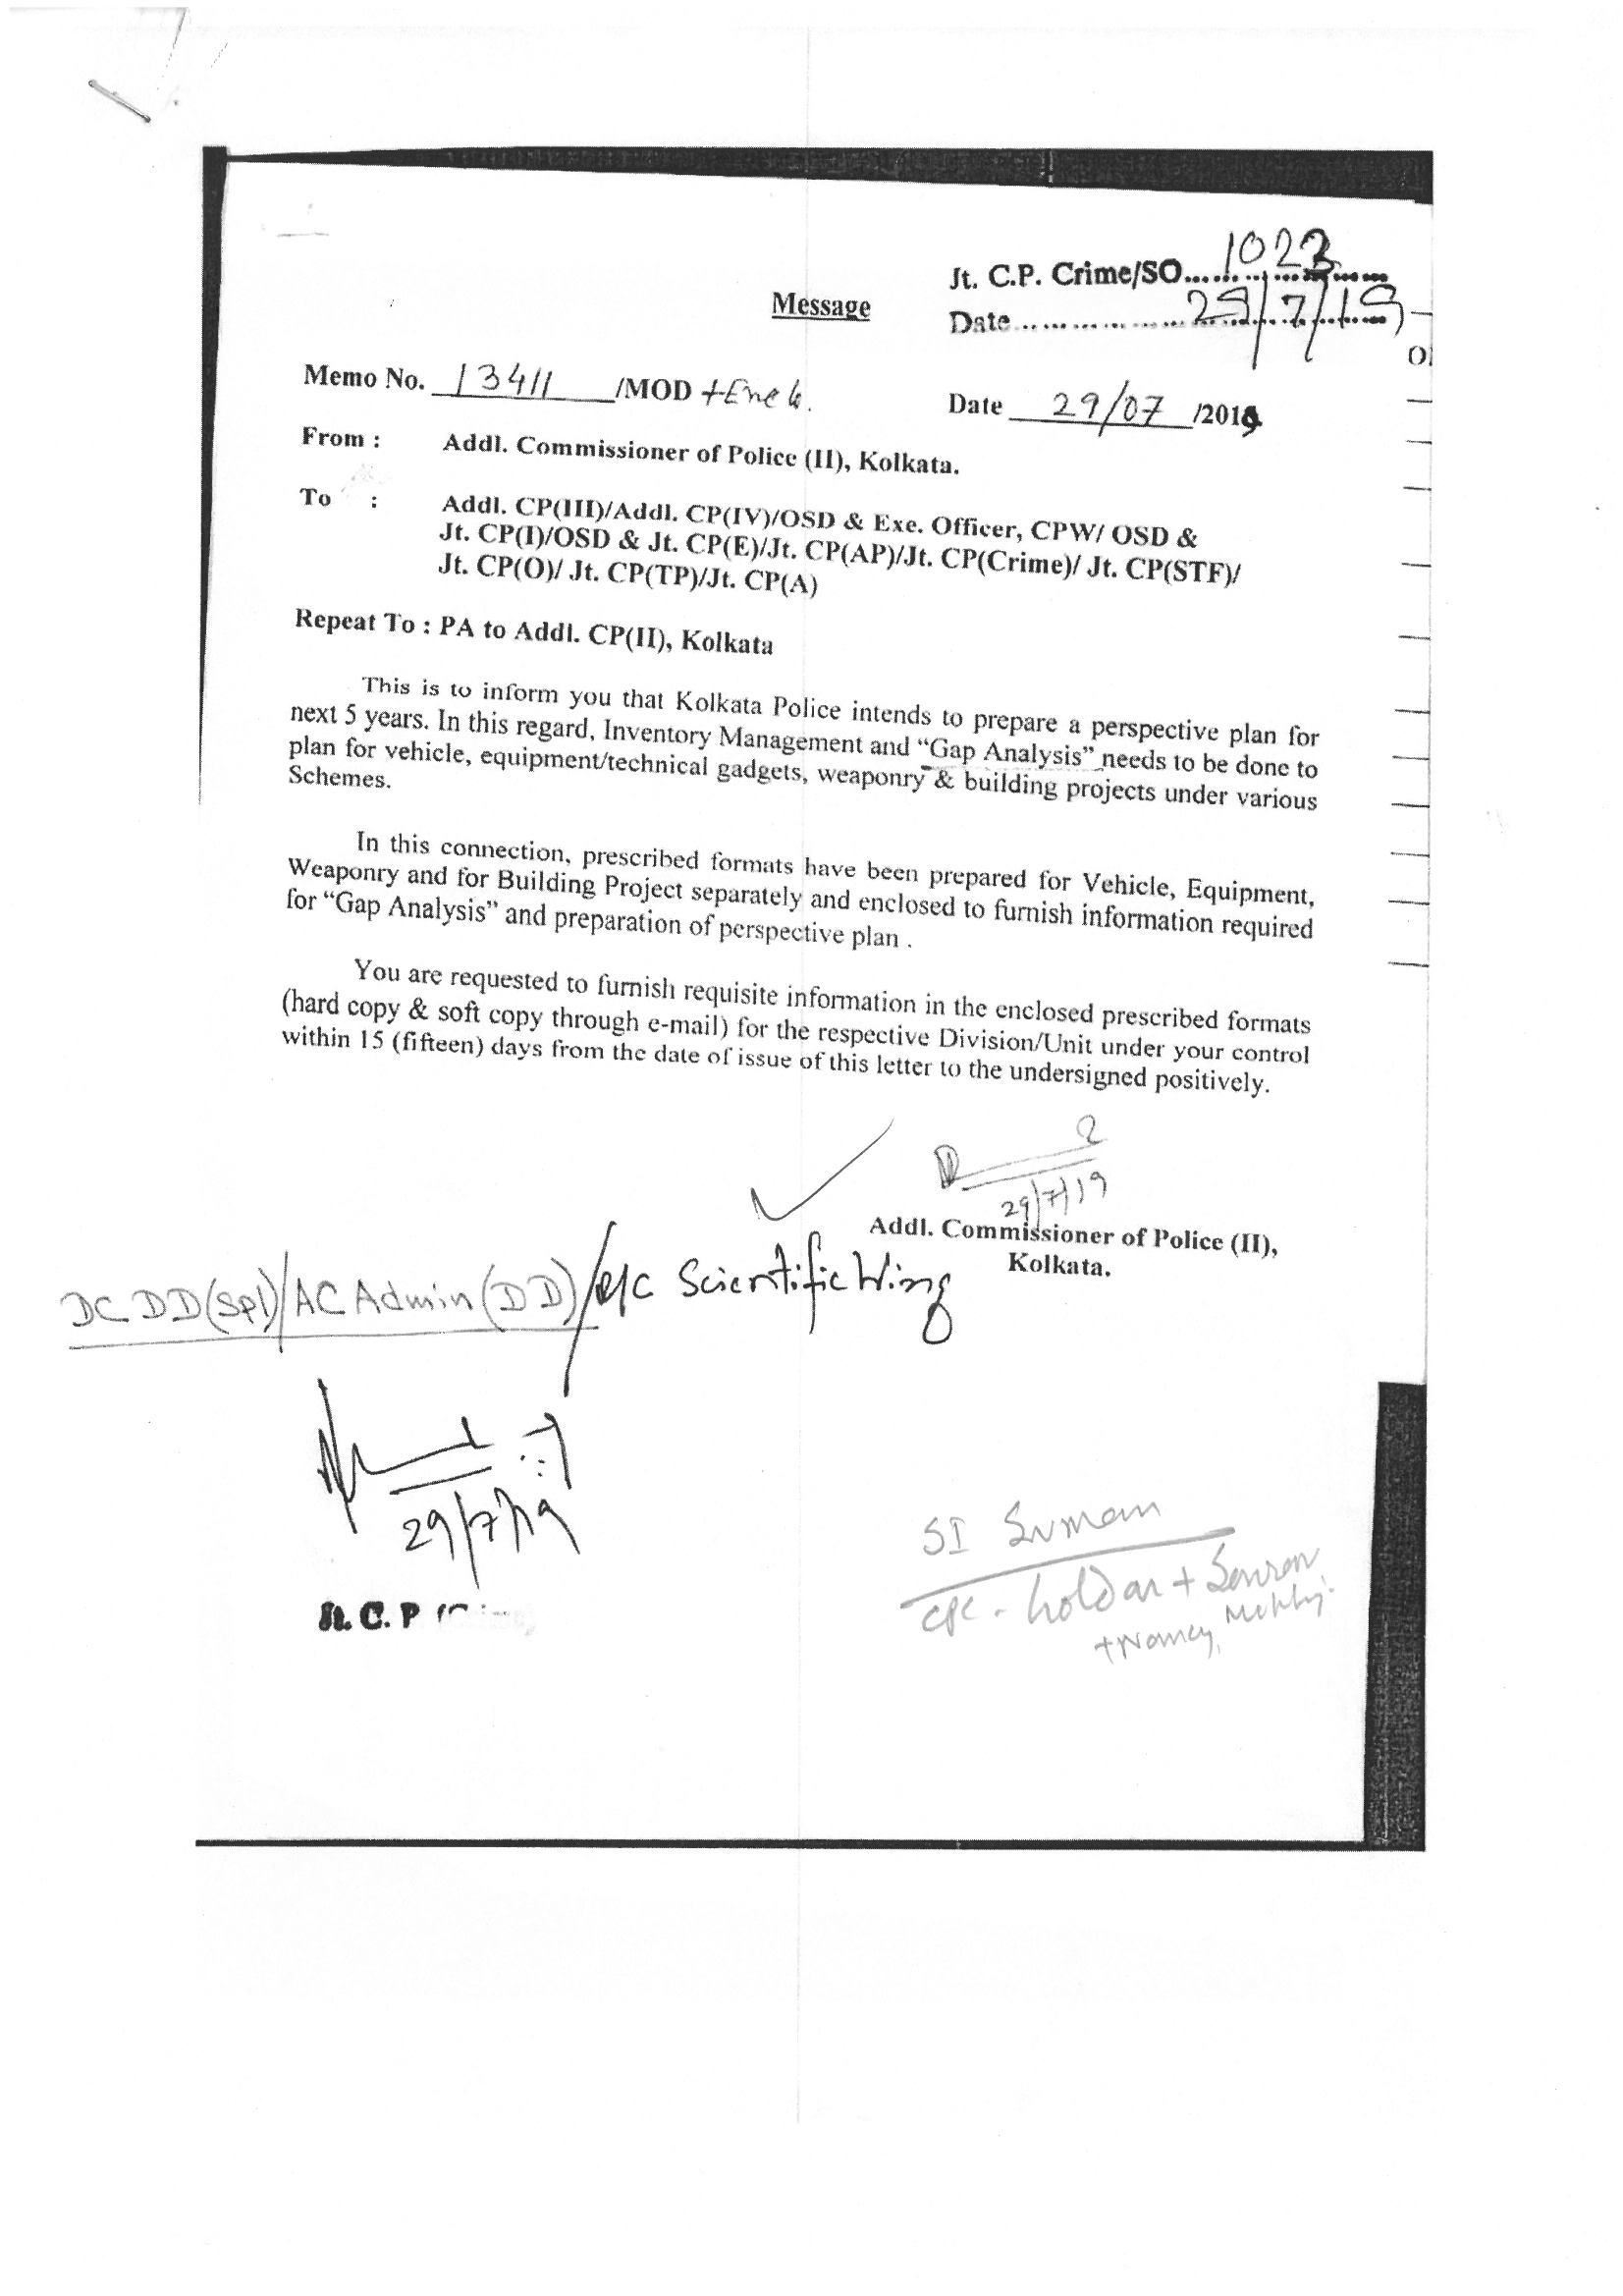 Jt. C.P. Crime/SO...1023...
Date...29/7/19
Message
Memo No. 13411 /MOD
Date 29/07 /2019
From : Addl. Commissioner of Police (II), Kolkata.
To : Addl. CP(III)/Addl. CP(IV)/OSD & Exe. Officer, CPW/ OSD &
Jt. CP(I)/OSD & Jt. CP(E)/Jt. CP(AP)/Jt. CP(Crime)/ Jt. CP(STF)/
Jt. CP(O)/ Jt. CP(TP)/Jt. CP(A)
Repeat To : PA to Addl. CP(II), Kolkata
This is to inform you that Kolkata Police intends to prepare a perspective plan for
next 5 years. In this regard, Inventory Management and “Gap Analysis” needs to be done to
plan for vehicle, equipment/technical gadgets, weaponry & building projects under various
Schemes.
In this connection, prescribed formats have been prepared for Vehicle, Equipment,
Weaponry and for Building Project separately and enclosed to furnish information required
for “Gap Analysis” and preparation of perspective plan .
You are requested to furnish requisite information in the enclosed prescribed formats
(hard copy & soft copy through e-mail) for the respective Division/Unit under your control
within 15 (fifteen) days from the date of issue of this letter to the undersigned positively.
29/7/19
Addl. Commissioner of Police (II),
Kolkata.
DC DD(Spl)/AC Admin(DD)/O/C Scientific Wing
29/7/19
Jt. C. P
SI Suman